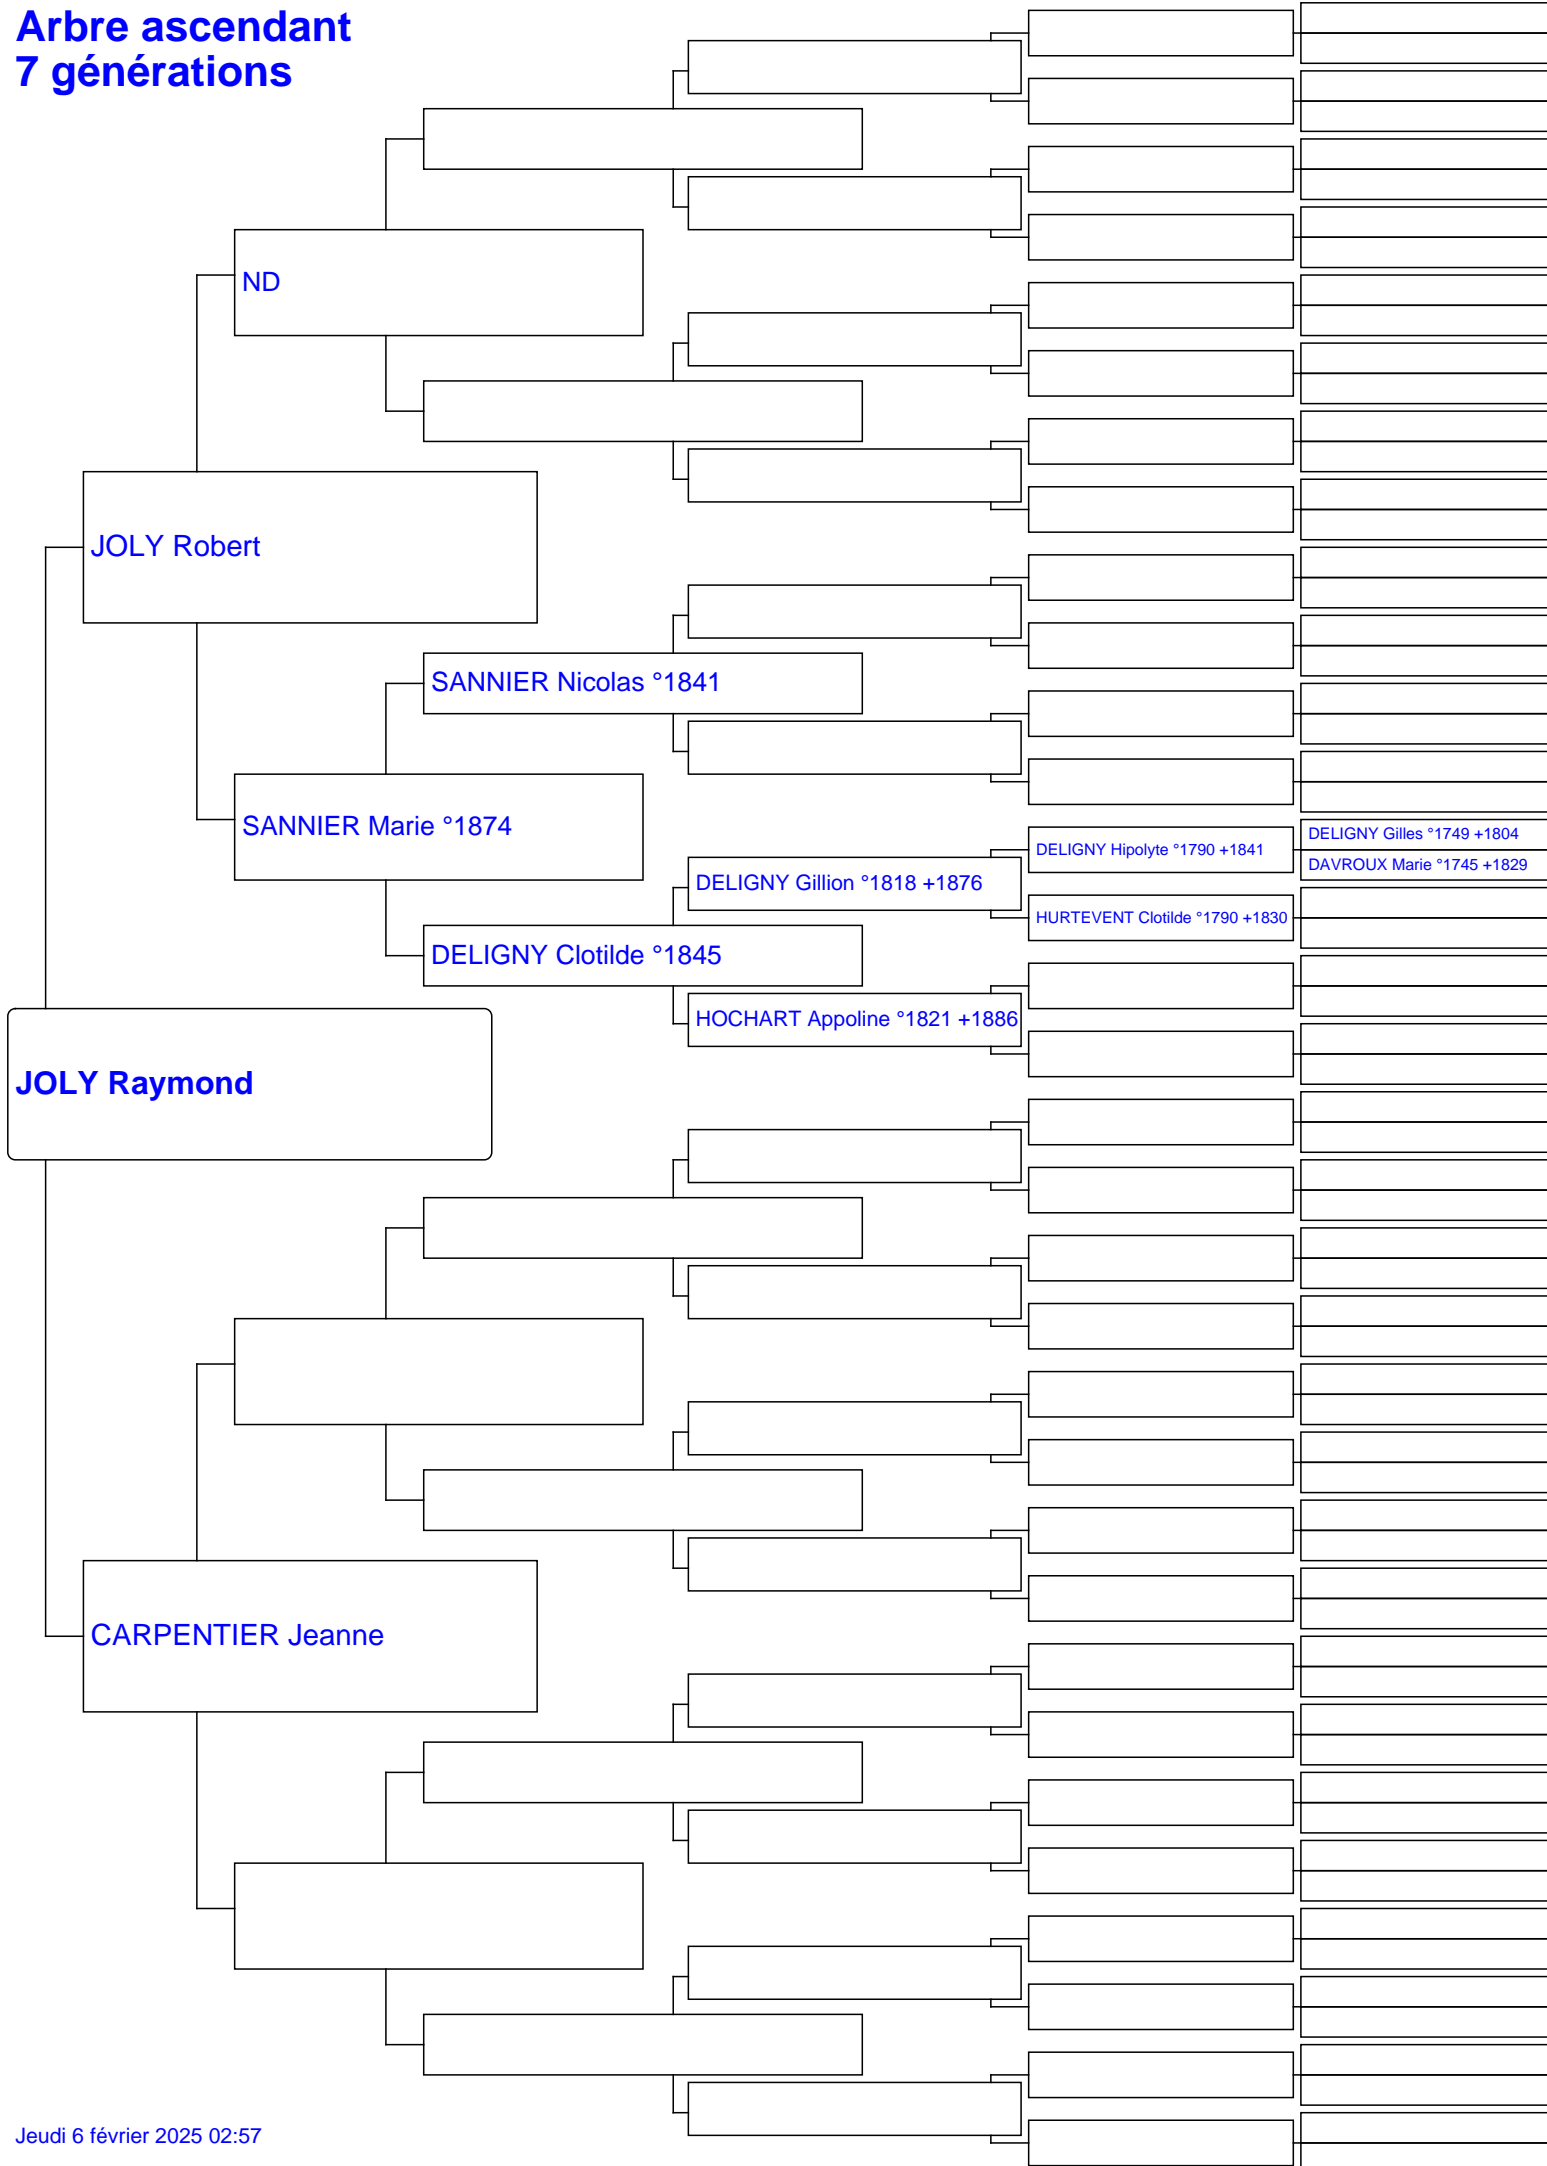 Arbre ascendant
7 générations
ND
JOLY Robert
SANNIER Nicolas °1841
SANNIER Marie °1874
DELIGNY Gilles °1749 +1804
DELIGNY Hipolyte °1790 +1841
DAVROUX Marie °1745 +1829
DELIGNY Gillion °1818 +1876
HURTEVENT Clotilde °1790 +1830
DELIGNY Clotilde °1845
HOCHART Appoline °1821 +1886
JOLY Raymond
CARPENTIER Jeanne
Jeudi 6 février 2025 02:57